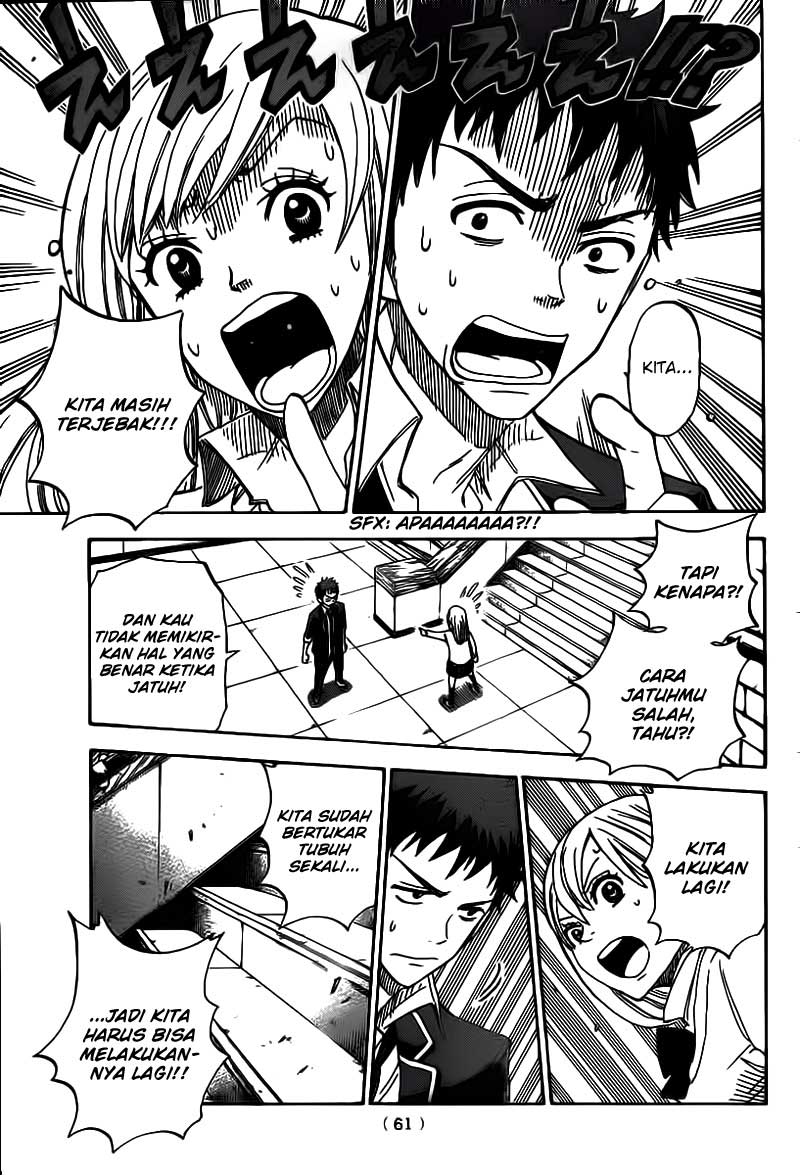 えええええええ!!?
KITA...
KITA MASIH
TERJEBAK!!!
SFX: APAAAAAAAA?!!
TAPI
KENAPA?!
CARA
JATUHMU
SALAH,
TAHU?!
DAN KAU
TIDAK MEMIKIR-
KAN HAL YANG
BENAR KETIKA
JATUH!
KITA
LAKUKAN
LAGI!
KITA SUDAH
BERTUKAR
TUBUH
SEKALI...
...JADI KITA
HARUS BISA
MELAKUKAN-
NYA LAGI!!
( 61 )